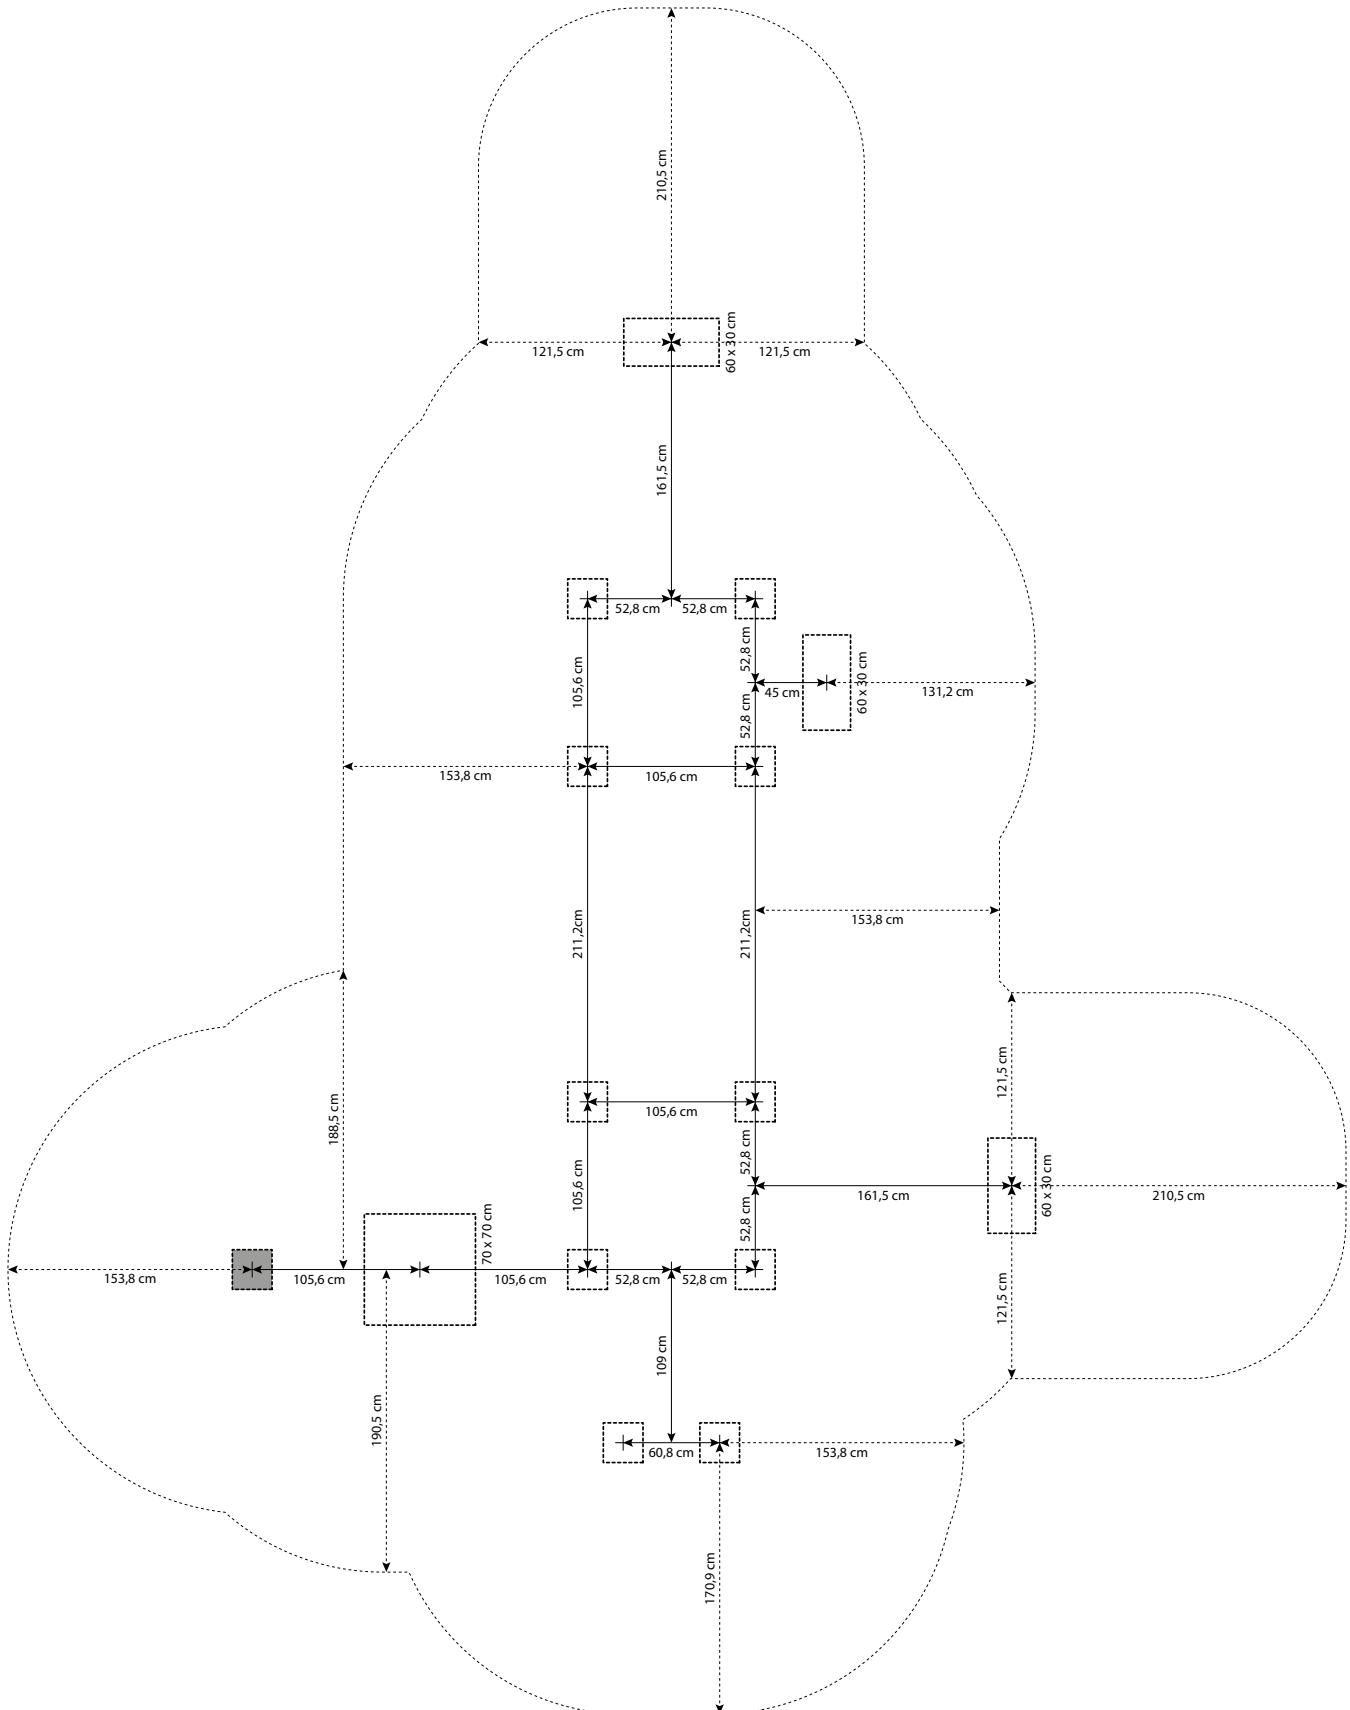 210,5 cm
121,5 cm
121,5 cm
60 x 30 cm
161,5 cm
52,8 cm
52,8 cm
105,6 cm
52,8 cm
45 cm
60 x 30 cm
131,2 cm
52,8 cm
153,8 cm
105,6 cm
211,2cm
211,2cm
153,8 cm
121,5 cm
188,5 cm
105,6 cm
105,6 cm
52,8 cm
161,5 cm
60 x 30 cm
210,5 cm
52,8 cm
70 x 70 cm
153,8 cm
105,6 cm
105,6 cm
52,8 cm
52,8 cm
121,5 cm
109 cm
190,5 cm
60,8 cm
153,8 cm
170,9 cm